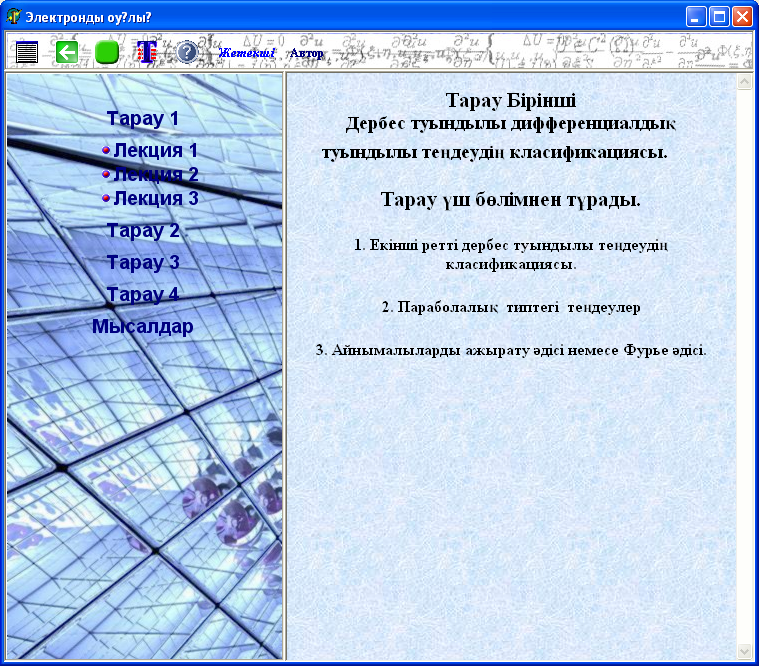 Электронды оу?лы?
Жетекші Автор
Тарау 1
Лекция 1
Лекция 2
Лекция 3
Тарау 2
Тарау 3
Тарау 4
Мысалдар
Тарау Бірінші
Дербес туындылы дифференциалдық
туындылы теңдеудің класификациясы.
Тарау үш бөлімнен түрады.
1. Екінші ретті дербес туындылы теңдеудің
класификациясы.
2. Параболалық типтегі теңдеулер
3. Айнымалыларды ажырату әдісі немесе Фурье әдісі.